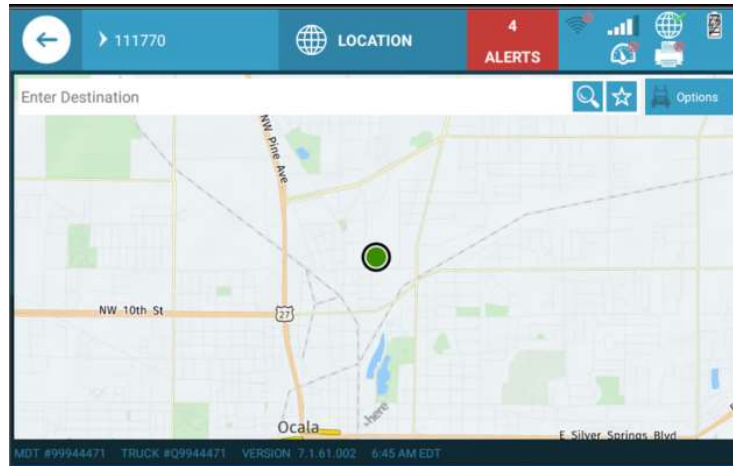 111770
LOCATION
4
ALERTS
Enter Destination
Options
NW Pine Ave
NW 10th St
27
Ocala
here
E Silver Springs Blvd
MDT #99944471 TRUCK #Q9944471 VERSION 7.1.61.002 6:45 AM EDT